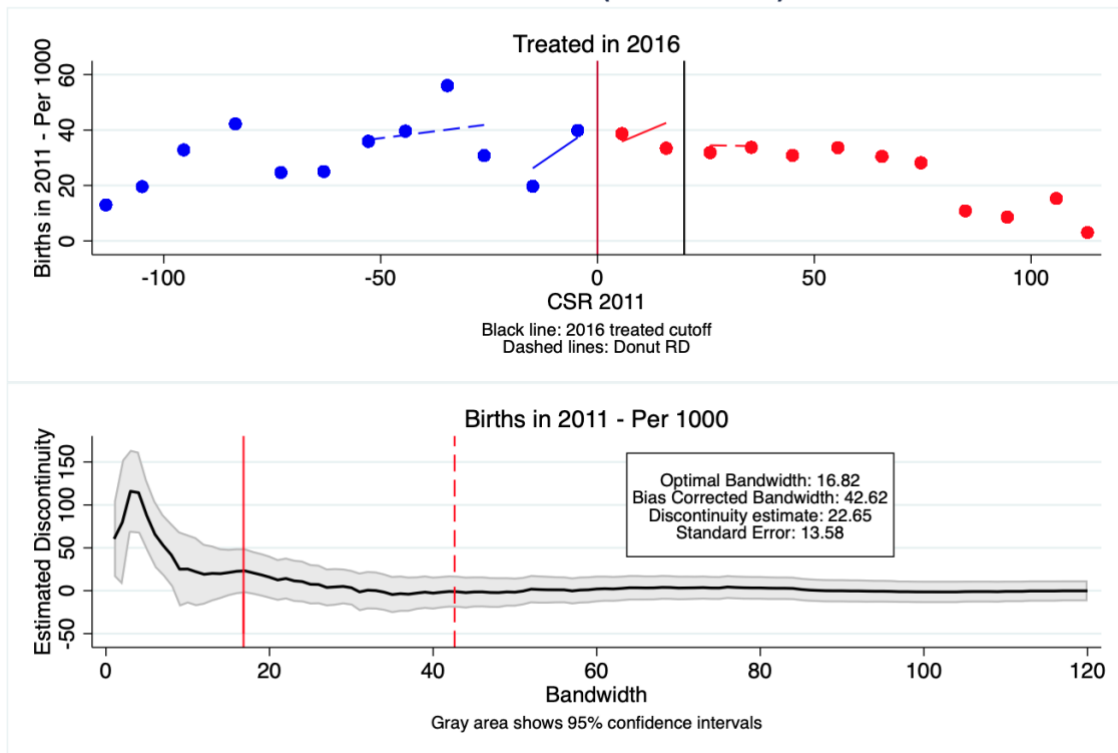 Treated in 2016
Births in 2011 - Per 1000
60
40
20
0
-100
-50
0
50
100
CSR 2011
Black line: 2016 treated cutoff
Dashed lines: Donut RD
Births in 2011 - Per 1000
Estimated Discontinuity
150
100
50
0
-50
Optimal Bandwidth: 16.82
Bias Corrected Bandwidth: 42.62
Discontinuity estimate: 22.65
Standard Error: 13.58
0
20
40
60
80
100
120
Bandwidth
Gray area shows 95% confidence intervals